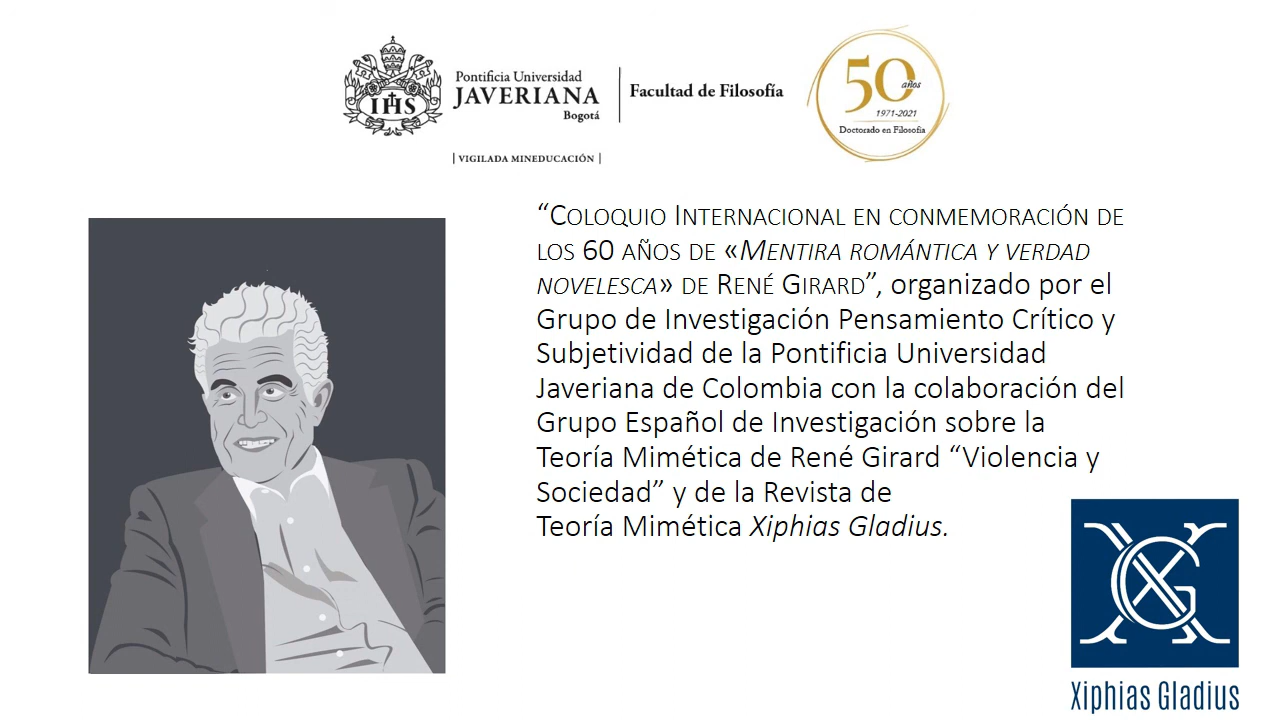 Pontificia Universidad
JAVERIANA
Bogotá
Facultad de Filosofía
IHS
| VIGILADA MINEDUCACIÓN |
50
años
1971-2021
Doctorado en Filosofía
“COLOQUIO INTERNACIONAL EN CONMEMORACIÓN DE
LOS 60 AÑOS DE «MENTIRA ROMÁNTICA Y VERDAD
NOVELESCA» DE RENÉ GIRARD”, organizado por el
Grupo de Investigación Pensamiento Crítico y
Subjetividad de la Pontificia Universidad
Javeriana de Colombia con la colaboración del
Grupo Español de Investigación sobre la
Teoría Mimética de René Girard “Violencia y
Sociedad” y de la Revista de
Teoría Mimética Xiphias Gladius.
XG
Xiphias Gladius